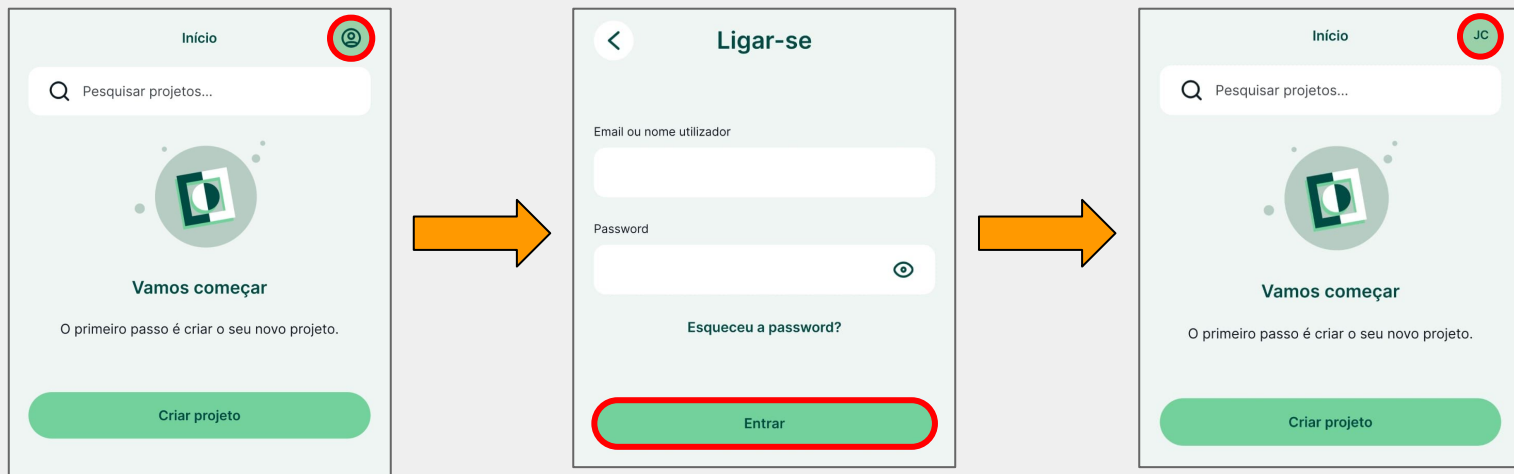 Início
Pesquisar projetos...
Vamos começar
O primeiro passo é criar o seu novo projeto.
Criar projeto
Ligar-se
Email ou nome utilizador
Password
Esqueceu a password?
Entrar
Início
JC
Pesquisar projetos...
Vamos começar
O primeiro passo é criar o seu novo projeto.
Criar projeto